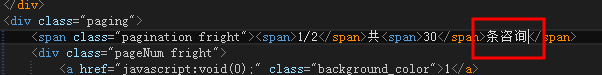 </div>
<div class="paging">
<span class="pagination fright"><span>1/2</span>共<span>30</span>条咨询</span>
<div class="pageNum fright">
<a href="javascript:void(0);" class="background_color">1</a>